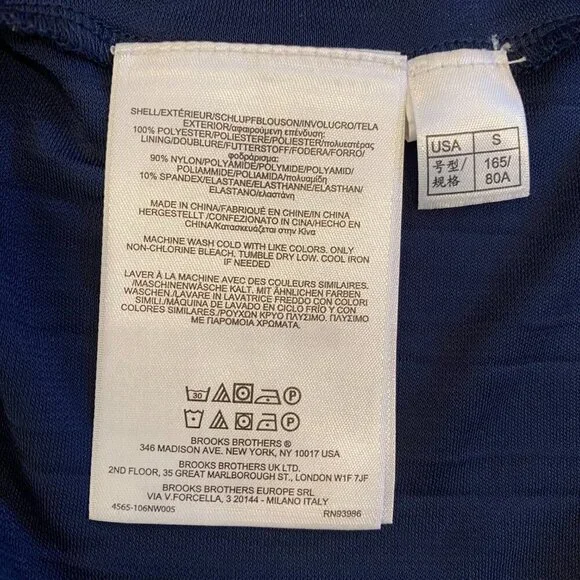 SHELL/EXTÉRIEUR/SCHLUPFBLOUSON/INVOLUCRO/TELA
EXTERIOR/αφαιρούμενη επένδυση:
100% POLYESTER/POLIESTERE/πολυεστέρας
LINING/DOUBLURE/FUTTERSTOFF/FODERA/FORRO/
φοδράρισμα:
90% NYLON/POLYAMIDE/POLYMID/POLYAMID/
POLIAMMIDE/POLIAMIDA/πολυαμίδη
10% SPANDEX/ELASTANE/ELASTHANNE/ELASTHAN/
ELASTANE/ELASTANO/ελαστάνη
MADE IN CHINA/FABRIQUÉ EN CHINE/IN CHINA
HERGESTELLT/CONFEZIONATO IN CINA/HECHO EN
CHINA/Κατασκευάζεται στην Κίνα
MACHINE WASH COLD WITH LIKE COLORS. ONLY
NON-CHLORINE BLEACH. TUMBLE DRY LOW. COOL IRON
IF NEEDED
LAVER À LA MACHINE AVEC DES COULEURS SIMILAIRES.
/MASCHINENWÄSCHE KALT. MIT ÄHNLICHEN FARBEN
WASCHEN./LAVARE IN LAVATRICE FREDDO CON COLORI
SIMILI./MÁQUINA DE LAVADO EN CICLO FRÍO Y CON
COLORES SIMILARES./ΡΟΥΧΩΝ ΚΡΥΟ ΠΛΥΣΙΜΟ. ΠΛΥΣΙΜΟ
ΜΕ ΠΑΡΟΜΟΙΑ ΧΡΩΜΑΤΑ.
30 P
P
BROOKS BROTHERS ®
346 MADISON AVE. NEW YORK, NY 10017 USA
BROOKS BROTHERS UK LTD.
2ND FLOOR, 35 GREAT MARLBOROUGH ST., LONDON W1F 7JF
BROOKS BROTHERS EUROPE SRL
VIA V.FORCELLA, 3 20144 - MILANO ITALY
4565-106NW005 RN93986
USA S
号型/ 165/
规格 80A